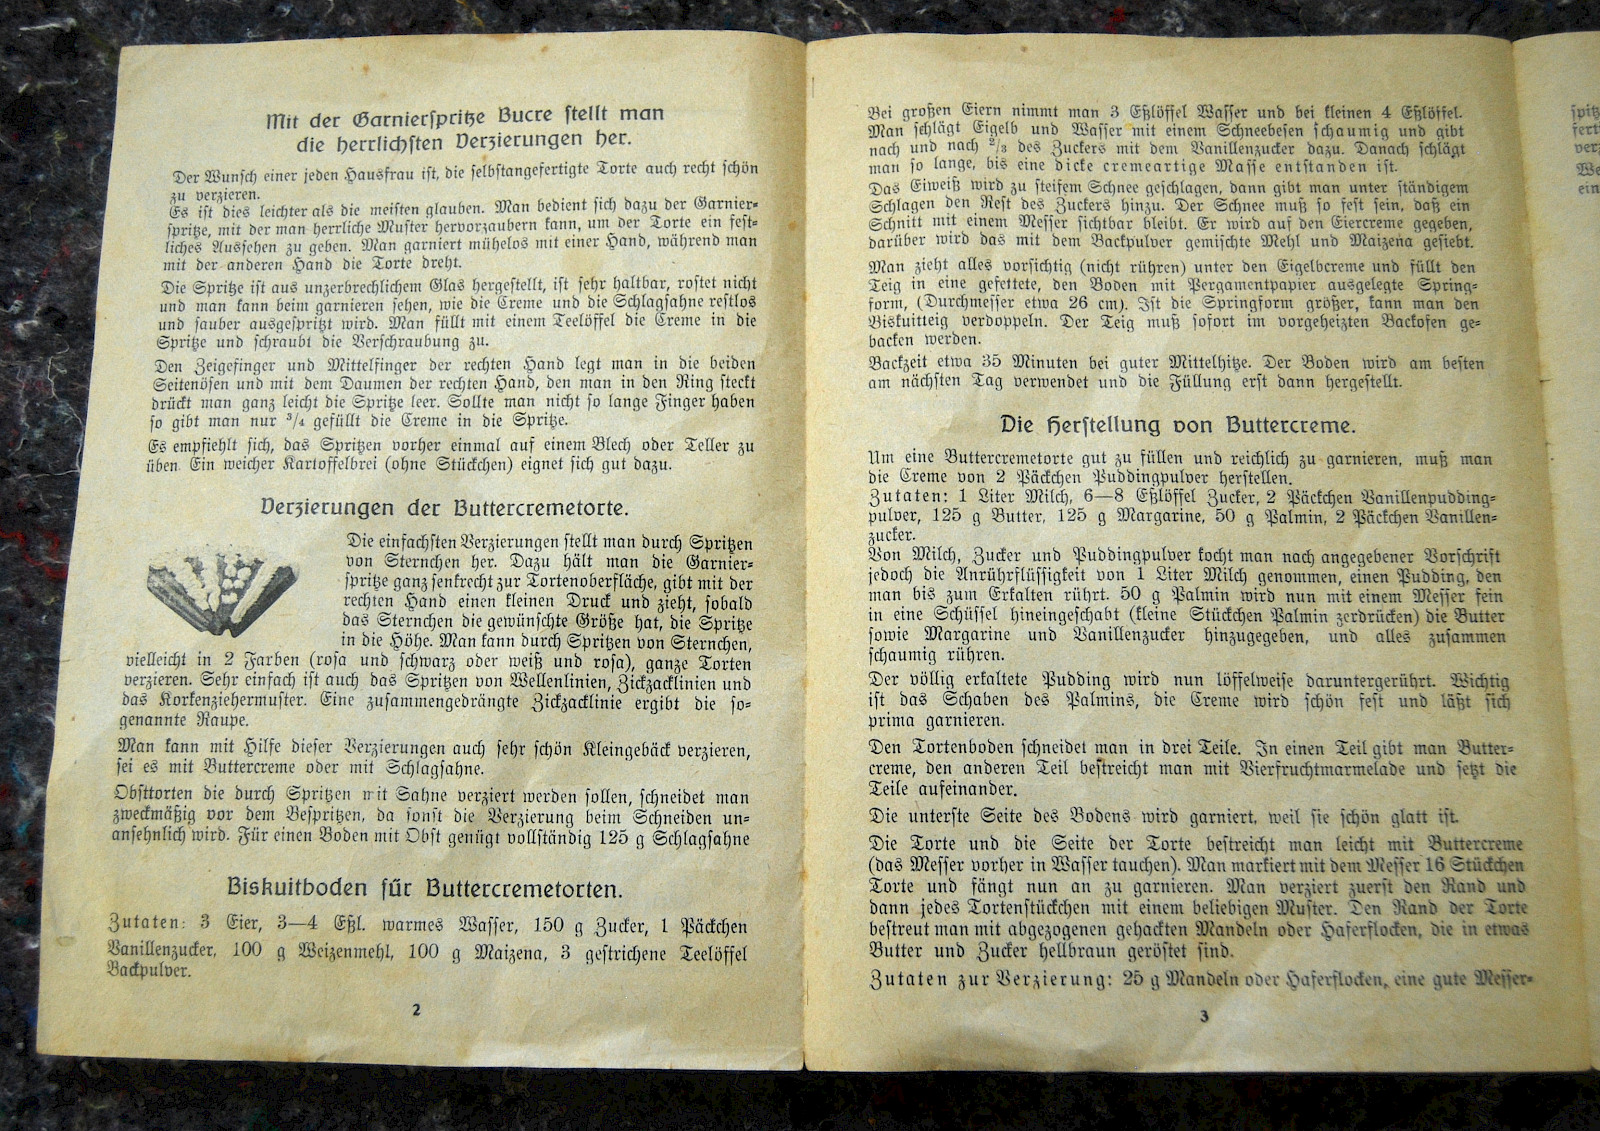 Mit der Garnierspritze Bucre stellt man
die herrlichsten Verzierungen her.
Der Wunsch einer jeden Hausfrau ist, die selbstangefertigte Torte auch recht schön
zu verzieren.
Es ist dies leichter als die meisten glauben. Man bedient sich dazu der Garnier-
spritze, mit der man herrliche Muster hervorzaubern kann, um der Torte ein fest-
liches Aussehen zu geben. Man garniert mühelos mit einer Hand, während man
mit der anderen Hand die Torte dreht.
Die Spritze ist aus unzerbrechlichem Glas hergestellt, ist sehr haltbar, rostet nicht
und man kann beim garnieren sehen, wie die Creme und die Schlagsahne restlos
und sauber ausgespritzt wird. Man füllt mit einem Teelöffel die Creme in die
Spritze und schraubt die Verschraubung zu.
Den Zeigefinger und Mittelfinger der rechten Hand legt man in die beiden
Seitenösen und mit dem Daumen der rechten Hand, den man in den Ring steckt
drückt man ganz leicht die Spritze leer. Sollte man nicht so lange Finger haben
so gibt man nur ³/₄ gefüllt die Creme in die Spritze.
Es empfiehlt sich, das Spritzen vorher einmal auf einem Blech oder Teller zu
üben. Ein weicher Kartoffelbrei (ohne Stückchen) eignet sich gut dazu.
Verzierungen der Buttercremetorte.
Die einfachsten Verzierungen stellt man durch Spritzen
von Sternchen her. Dazu hält man die Garnier-
spritze ganz senkrecht zur Tortenoberfläche, gibt mit der
rechten Hand einen kleinen Druck und zieht, sobald
das Sternchen die gewünschte Größe hat, die Spritze
in die Höhe. Man kann durch Spritzen von Sternchen,
vielleicht in 2 Farben (rosa und schwarz oder weiß und rosa), ganze Torten
verzieren. Sehr einfach ist auch das Spritzen von Wellenlinien, Zickzacklinien und
das Korkenziehermuster. Eine zusammengedrängte Zickzacklinie ergibt die so-
genannte Raupe.
Man kann mit Hilfe dieser Verzierungen auch sehr schön Kleingebäck verzieren,
sei es mit Buttercreme oder mit Schlagsahne.
Obsttorten die durch Spritzen mit Sahne verziert werden sollen, schneidet man
zweckmäßig vor dem Bespritzen, da sonst die Verzierung beim Schneiden un-
ansehnlich wird. Für einen Boden mit Obst genügt vollständig 125 g Schlagsahne
Biskuitboden für Buttercremetorten.
Zutaten: 3 Eier, 3—4 Eßl. warmes Wasser, 150 g Zucker, 1 Päckchen
Vanillenzucker, 100 g Weizenmehl, 100 g Maizena, 3 gestrichene Teelöffel
Backpulver.
2
Bei großen Eiern nimmt man 3 Eßlöffel Wasser und bei kleinen 4 Eßlöffel.
Man schlägt Eigelb und Wasser mit einem Schneebesen schaumig und gibt
nach und nach ²/₃ des Zuckers mit dem Vanillenzucker dazu. Danach schlägt
man so lange, bis eine dicke cremeartige Masse entstanden ist.
Das Eiweiß wird zu steifem Schnee geschlagen, dann gibt man unter ständigem
Schlagen den Rest des Zuckers hinzu. Der Schnee muß so fest sein, daß ein
Schnitt mit einem Messer sichtbar bleibt. Er wird auf den Eiercreme gegeben,
darüber wird das mit dem Backpulver gemischte Mehl und Maizena gesiebt.
Man zieht alles vorsichtig (nicht rühren) unter den Eigelbcreme und füllt den
Teig in eine gefettete, den Boden mit Pergamentpapier ausgelegte Spring-
form, (Durchmesser etwa 26 cm). Ist die Springform größer, kann man den
Biskuitteig verdoppeln. Der Teig muß sofort im vorgeheizten Backofen ge-
backen werden.
Backzeit etwa 35 Minuten bei guter Mittelhitze. Der Boden wird am besten
am nächsten Tag verwendet und die Füllung erst dann hergestellt.
Die Herstellung von Buttercreme.
Um eine Buttercremetorte gut zu füllen und reichlich zu garnieren, muß man
die Creme von 2 Päckchen Puddingpulver herstellen.
Zutaten: 1 Liter Milch, 6—8 Eßlöffel Zucker, 2 Päckchen Vanillenpudding-
pulver, 125 g Butter, 125 g Margarine, 50 g Palmin, 2 Päckchen Vanillen-
zucker.
Von Milch, Zucker und Puddingpulver kocht man nach angegebener Vorschrift
jedoch die Anrührflüssigkeit von 1 Liter Milch genommen, einen Pudding, den
man bis zum Erkalten rührt. 50 g Palmin wird nun mit einem Messer fein
in eine Schüssel hineingeschabt (kleine Stückchen Palmin zerdrücken) die Butter
sowie Margarine und Vanillenzucker hinzugegeben, und alles zusammen
schaumig rühren.
Der völlig erkaltete Pudding wird nun löffelweise daruntergerührt. Wichtig
ist das Schaben des Palmins, die Creme wird schön fest und läßt sich
prima garnieren.
Den Tortenboden schneidet man in drei Teile. In einen Teil gibt man Butter-
creme, den anderen Teil bestreicht man mit Vierfruchtmarmelade und setzt die
Teile aufeinander.
Die unterste Seite des Bodens wird garniert, weil sie schön glatt ist.
Die Torte und die Seite der Torte bestreicht man leicht mit Buttercreme
(das Messer vorher in Wasser tauchen). Man markiert mit dem Messer 16 Stückchen
Torte und fängt nun an zu garnieren. Man verziert zuerst den Rand und
dann jedes Tortenstückchen mit einem beliebigen Muster. Den Rand der Torte
bestreut man mit abgezogenen gehackten Mandeln oder Haferflocken, die in etwas
Butter und Zucker hellbraun geröstet sind.
Zutaten zur Verzierung: 25 g Mandeln oder Haferflocken, eine gute Messer-
3
spitz
ferti
verz
We
ein